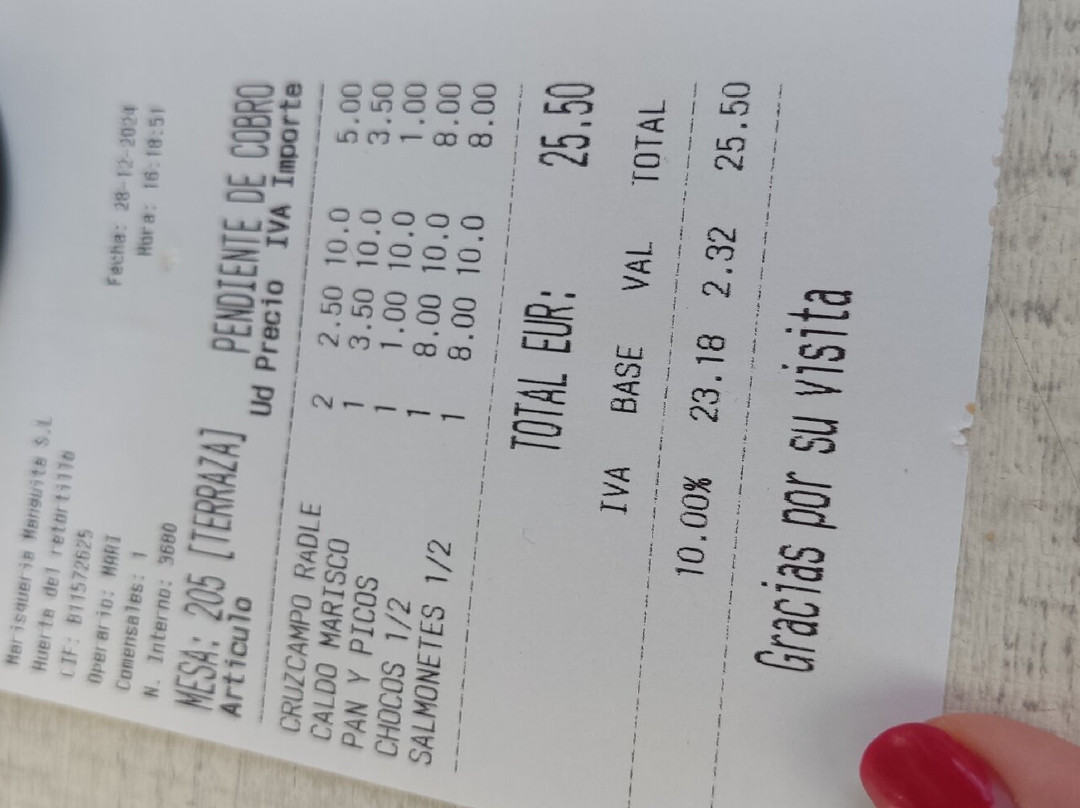 Marisqueria Manguita S.L
Huerta del retortillo
CIF: B11572625
Operario: MARI
Comensales: 1
N. Interno: 3680
Fecha: 28-12-2024
Hora: 16:18:51
MESA: 205 [TERRAZA] PENDIENTE DE COBRO
Artículo Ud Precio IVA Importe
CRUZCAMPO RADLE 2 2.50 10.0 5.00
CALDO MARISCO 1 3.50 10.0 3.50
PAN Y PICOS 1 1.00 10.0 1.00
CHOCOS 1/2 1 8.00 10.0 8.00
SALMONETES 1/2 1 8.00 10.0 8.00
TOTAL EUR: 25.50
IVA BASE VAL TOTAL
10.00% 23.18 2.32 25.50
Gracias por su visita